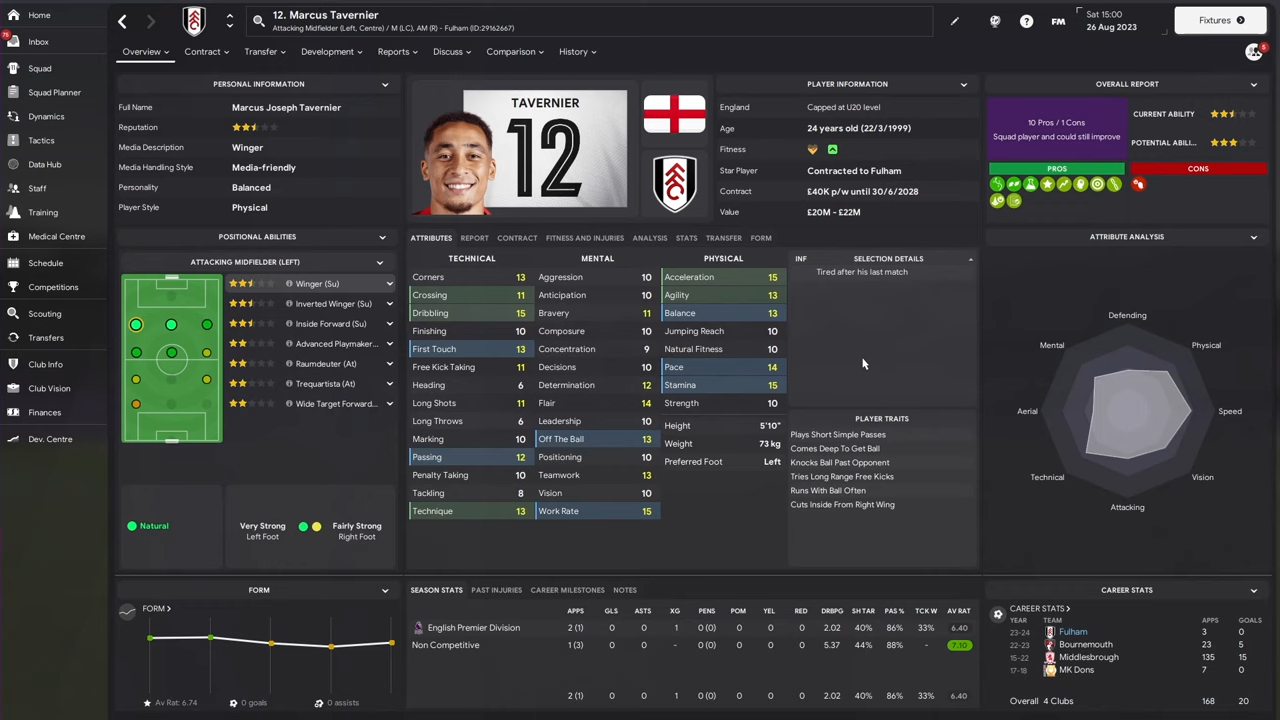 Home
76
Inbox
Squad
Squad Planner
Dynamics
Tactics
Data Hub
Staff
Training
Medical Centre
Schedule
Competitions
Scouting
Transfers
Club Info
Club Vision
Finances
Dev. Centre
12. Marcus Tavernier
Attacking Midfielder (Left, Centre) / M (LC), AM (R) - Fulham (ID:29162667)
FM
Sat 15:00
26 Aug 2023
Fixtures
5
Overview
Contract
Transfer
Development
Reports
Discuss
Comparison
History
PERSONAL INFORMATION
Full Name Marcus Joseph Tavernier
Reputation
Media Description Winger
Media Handling Style Media-friendly
Personality Balanced
Player Style Physical
TAVERNIER
12
PLAYER INFORMATION
England Capped at U20 level
Age 24 years old (22/3/1999)
Fitness
Star Player Contracted to Fulham
Contract £40K p/w until 30/6/2028
Value £20M - £22M
OVERALL REPORT
10 Pros / 1 Cons
Squad player and could still improve
CURRENT ABILITY
POTENTIAL ABILI...
PROS
CONS
POSITIONAL ABILITIES
ATTACKING MIDFIELDER (LEFT)
Winger (Su)
Inverted Winger (Su)
Inside Forward (Su)
Advanced Playmaker...
Raumdeuter (At)
Trequartista (At)
Wide Target Forward...
Natural
Very Strong
Left Foot
Fairly Strong
Right Foot
ATTRIBUTES REPORT CONTRACT FITNESS AND INJURIES ANALYSIS STATS TRANSFER FORM
TECHNICAL
Corners 13
Crossing 11
Dribbling 15
Finishing 10
First Touch 13
Free Kick Taking 11
Heading 6
Long Shots 11
Long Throws 6
Marking 10
Passing 12
Penalty Taking 10
Tackling 8
Technique 13
MENTAL
Aggression 10
Anticipation 10
Bravery 11
Composure 10
Concentration 9
Decisions 10
Determination 12
Flair 14
Leadership 10
Off The Ball 13
Positioning 10
Teamwork 13
Vision 10
Work Rate 15
PHYSICAL
Acceleration 15
Agility 13
Balance 13
Jumping Reach 10
Natural Fitness 10
Pace 14
Stamina 15
Strength 10
Height 5'10"
Weight 73 kg
Preferred Foot Left
INF SELECTION DETAILS
Tired after his last match
PLAYER TRAITS
Plays Short Simple Passes
Comes Deep To Get Ball
Knocks Ball Past Opponent
Tries Long Range Free Kicks
Runs With Ball Often
Cuts Inside From Right Wing
ATTRIBUTE ANALYSIS
Defending
Physical
Speed
Vision
Attacking
Technical
Aerial
Mental
FORM
FORM
Av Rat: 6.74
0 goals
0 assists
SEASON STATS PAST INJURIES CAREER MILESTONES NOTES
APPS GLS ASTS XG PENS POM YEL RED DRBPG SH TAR PAS % TCK W AV RAT
English Premier Division 2 (1) 0 0 1 0 (0) 0 0 0 2.02 40% 86% 33% 6.40
Non Competitive 1 (3) 0 0 - 0 (0) 0 0 0 5.37 44% 88% - 7.10
2 (1) 0 0 1 0 (0) 0 0 0 2.02 40% 86% 33% 6.40
CAREER STATS
CAREER STATS
YEAR TEAM APPS GOALS
23-24 Fulham 3 0
22-23 Bournemouth 23 5
15-22 Middlesbrough 135 15
17-18 MK Dons 7 0
Overall 4 Clubs 168 20